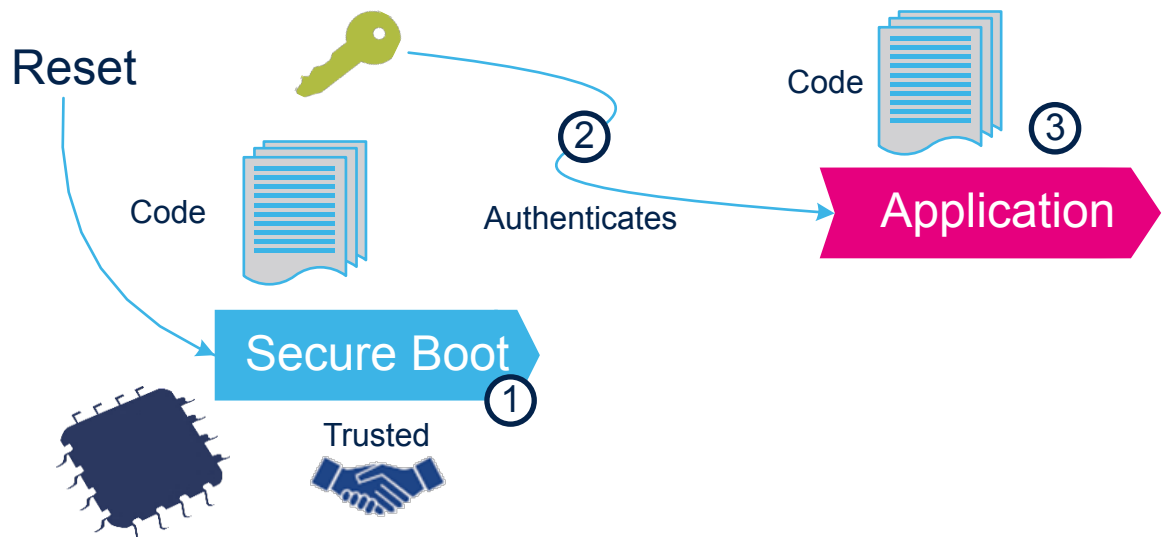 Reset
Code
3
2
Application
Code
Authenticates
Secure Boot
1
Trusted